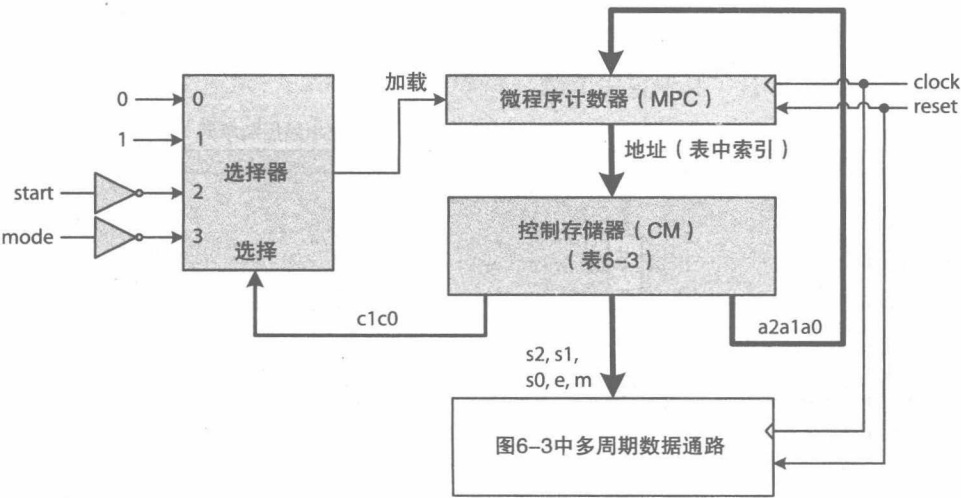 加载
微程序计数器（MPC）
clock
reset
0
0
1
1
选择器
start
2
mode
3
选择
地址（表中索引）
控制存储器（CM）
（表6-3）
c1c0
a2a1a0
s2, s1,
s0, e, m
图6-3中多周期数据通路